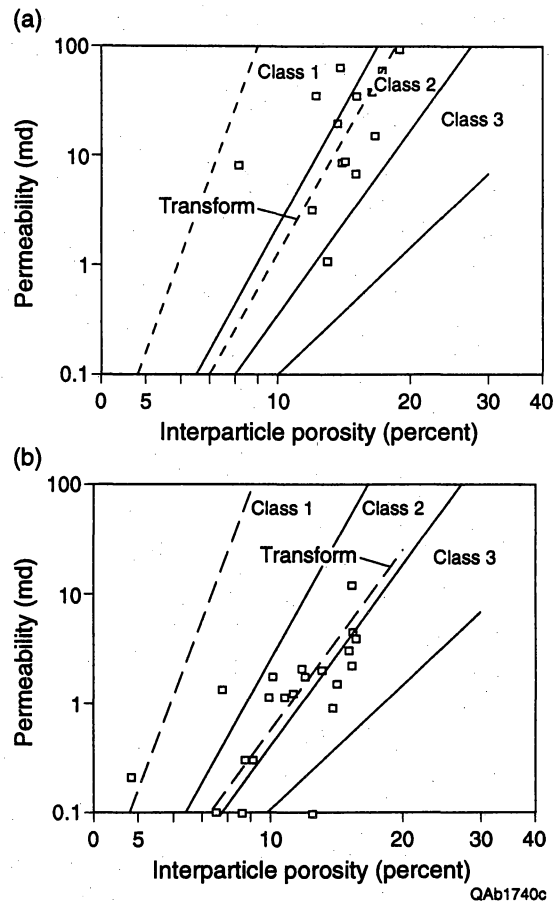 (a)
100
10
1
0.1
Permeability (md)
Class 1
Class 2
Class 3
Transform
0 5 10 20 30 40
Interparticle porosity (percent)
(b)
100
10
1
0.1
Permeability (md)
Class 1
Class 2
Transform
Class 3
0 5 10 20 30 40
Interparticle porosity (percent)
QAb1740c